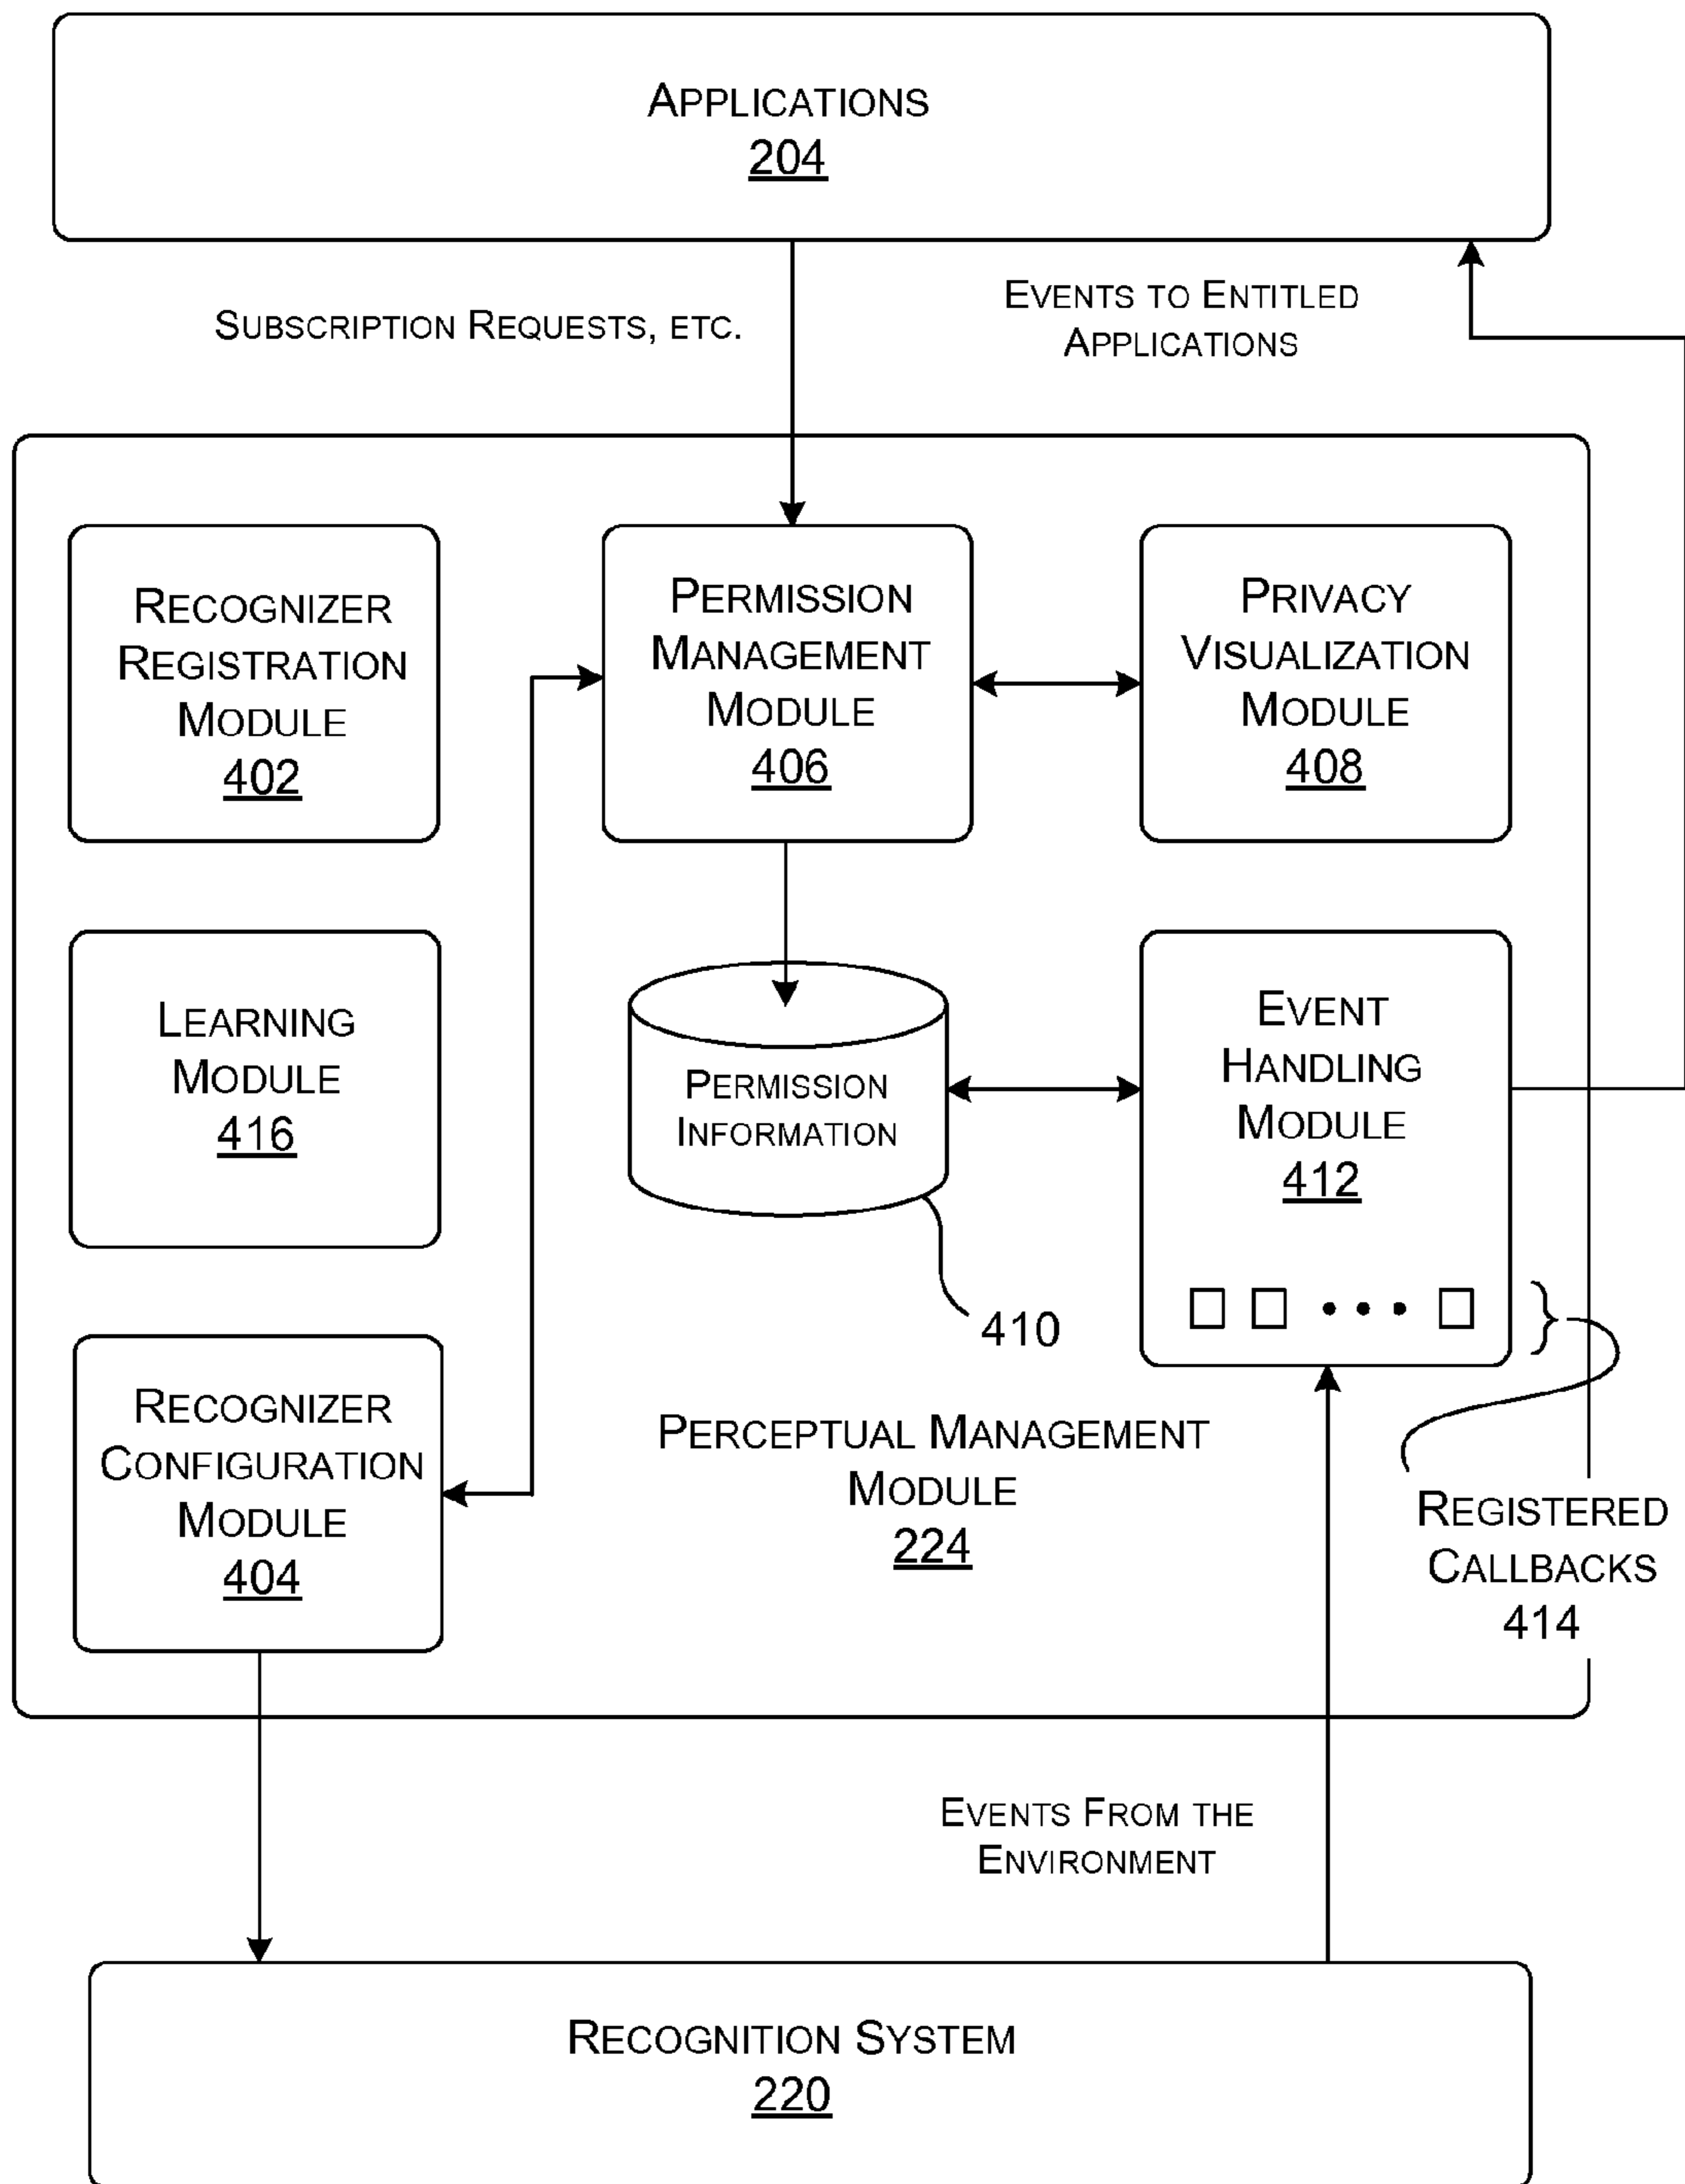 APPLICATIONS
204
SUBSCRIPTION REQUESTS, ETC.
EVENTS TO ENTITLED
APPLICATIONS
RECOGNIZER
REGISTRATION
MODULE
402
PERMISSION
MANAGEMENT
MODULE
406
PRIVACY
VISUALIZATION
MODULE
408
LEARNING
MODULE
416
PERMISSION
INFORMATION
410
EVENT
HANDLING
MODULE
412
RECOGNIZER
CONFIGURATION
MODULE
404
PERCEPTUAL MANAGEMENT
MODULE
224
REGISTERED
CALLBACKS
414
EVENTS FROM THE
ENVIRONMENT
RECOGNITION SYSTEM
220